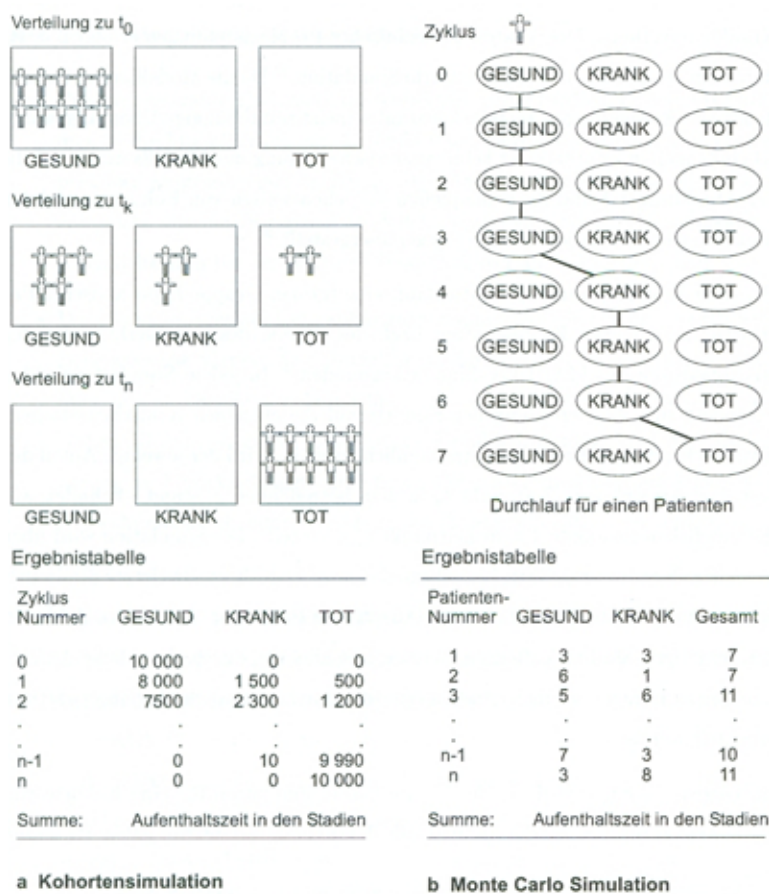 Verteilung zu t0
GESUND KRANK TOT
Verteilung zu tk
GESUND KRANK TOT
Verteilung zu tn
GESUND KRANK TOT
Ergebnistabelle
Zyklus
Nummer GESUND KRANK TOT
0 10 000 0 0
1 8 000 1 500 500
2 7500 2 300 1 200
. . . .
. . . .
n-1 0 10 9 990
n 0 0 10 000
Summe: Aufenthaltszeit in den Stadien
a Kohortensimulation
Zyklus
0 GESUND KRANK TOT
1 GESUND KRANK TOT
2 GESUND KRANK TOT
3 GESUND KRANK TOT
4 GESUND KRANK TOT
5 GESUND KRANK TOT
6 GESUND KRANK TOT
7 GESUND KRANK TOT
Durchlauf für einen Patienten
Ergebnistabelle
Patienten-
Nummer GESUND KRANK Gesamt
1 3 3 7
2 6 1 7
3 5 6 11
. . . .
. . . .
n-1 7 3 10
n 3 8 11
Summe: Aufenthaltszeit in den Stadien
b Monte Carlo Simulation